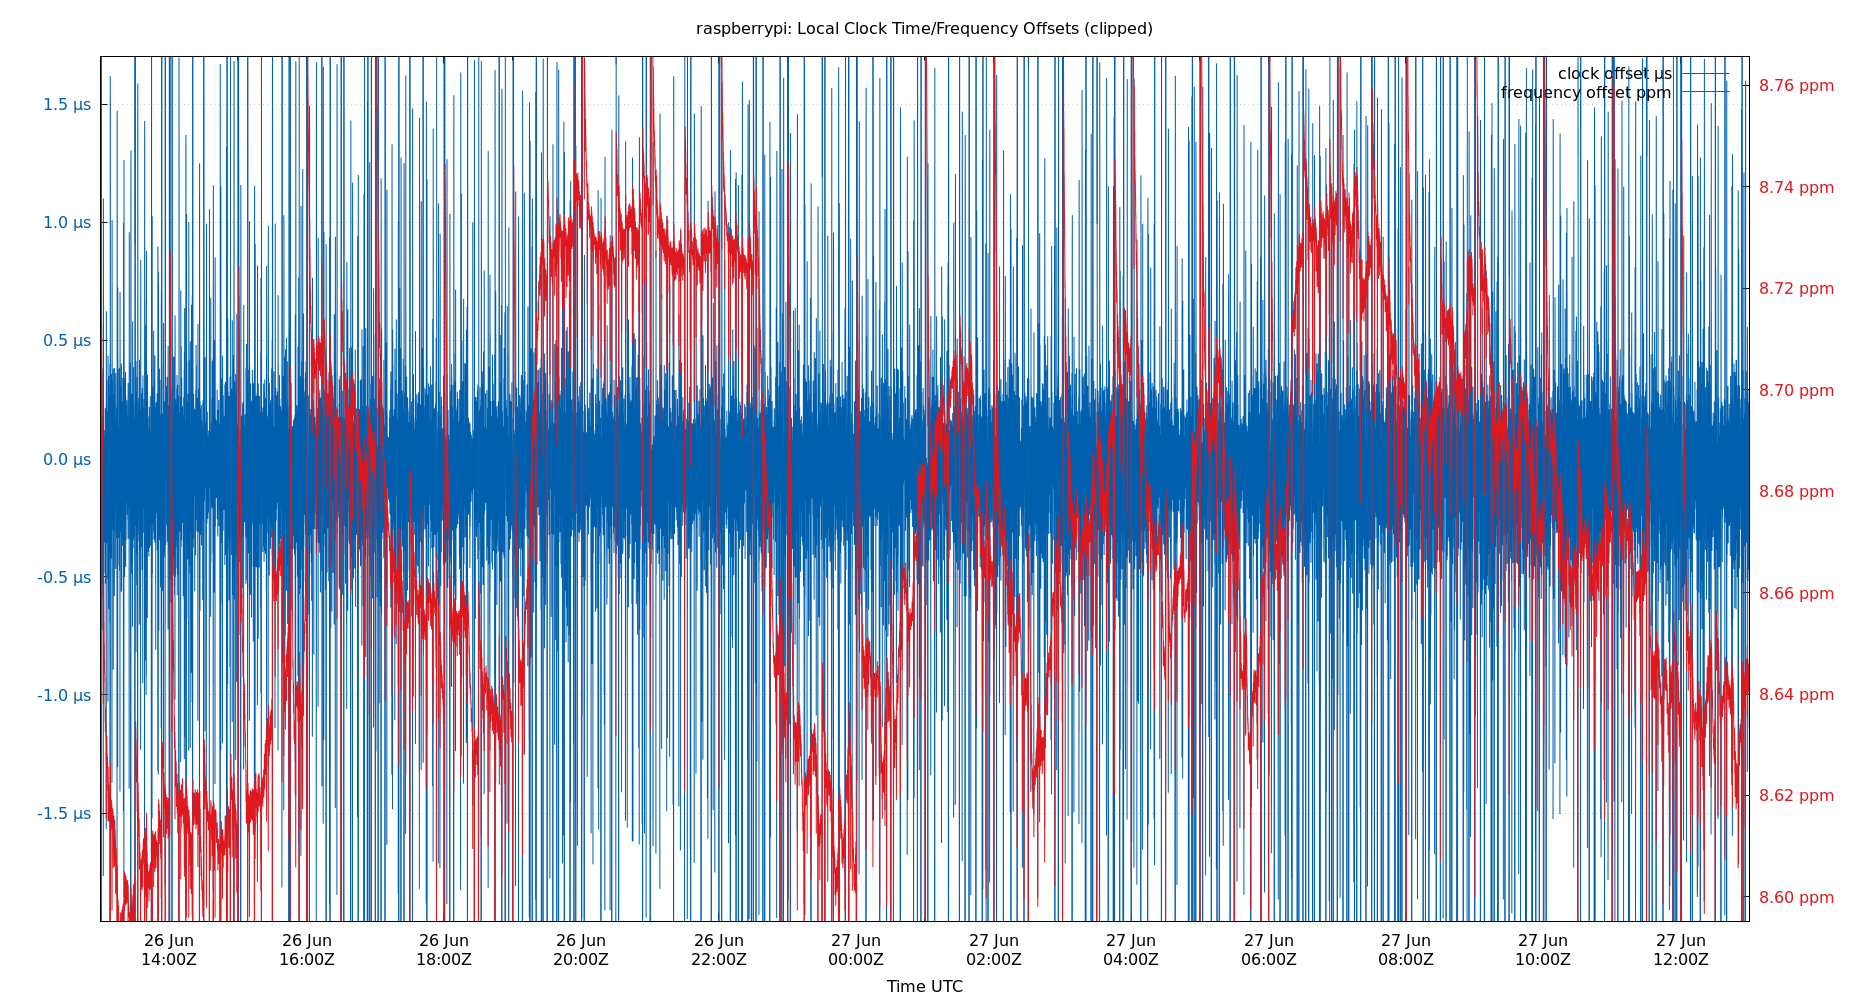 raspberrypi: Local Clock Time/Frequency Offsets (clipped)
clock offset µs
frequency offset ppm
1.5 µs
1.0 µs
0.5 µs
0.0 µs
-0.5 µs
-1.0 µs
-1.5 µs
8.76 ppm
8.74 ppm
8.72 ppm
8.70 ppm
8.68 ppm
8.66 ppm
8.64 ppm
8.62 ppm
8.60 ppm
26 Jun 26 Jun 26 Jun 26 Jun 26 Jun 27 Jun 27 Jun 27 Jun 27 Jun 27 Jun 27 Jun 27 Jun
14:00Z 16:00Z 18:00Z 20:00Z 22:00Z 00:00Z 02:00Z 04:00Z 06:00Z 08:00Z 10:00Z 12:00Z
Time UTC